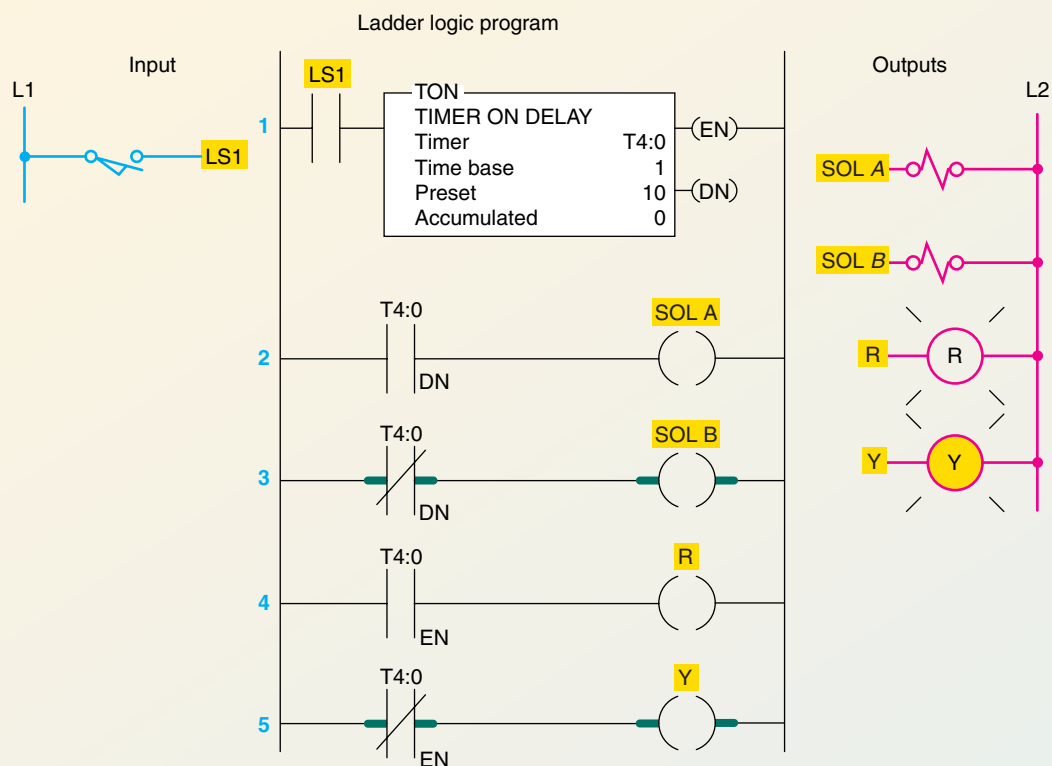 Ladder logic program
Input
Outputs
L1
LS1
L2
1
LS1
TON
TIMER ON DELAY
Timer T4:0
Time base 1
Preset 10
Accumulated 0
EN
DN
SOL A
SOL B
R R
Y Y
T4:0
SOL A
2
DN
T4:0
SOL B
3
DN
T4:0
R
4
EN
T4:0
Y
5
EN